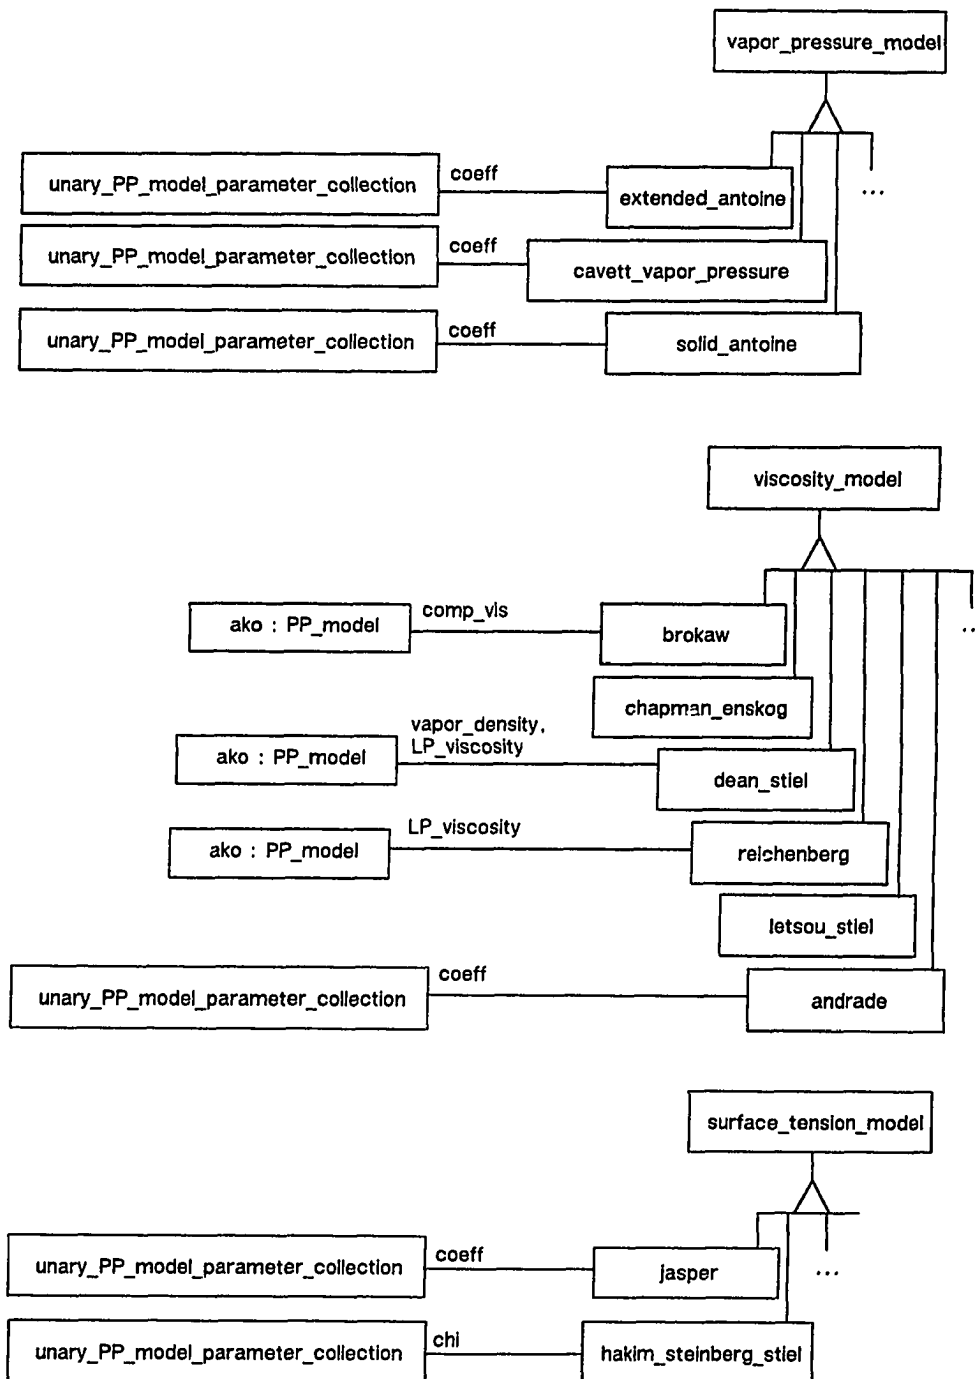 vapor_pressure_model
unary_PP_model_parameter_collection
coeff
extended_antoine
...
unary_PP_model_parameter_collection
coeff
cavett_vapor_pressure
unary_PP_model_parameter_collection
coeff
solid_antoine
viscosity_model
ako : PP_model
comp_vis
brokaw
..
chapman_enskog
vapor_density,
LP_viscosity
ako : PP_model
dean_stiel
LP_viscosity
ako : PP_model
reichenberg
letsou_stiel
coeff
unary_PP_model_parameter_collection
andrade
surface_tension_model
coeff
unary_PP_model_parameter_collection
jasper
...
chi
unary_PP_model_parameter_collection
hakim_steinberg_stiel